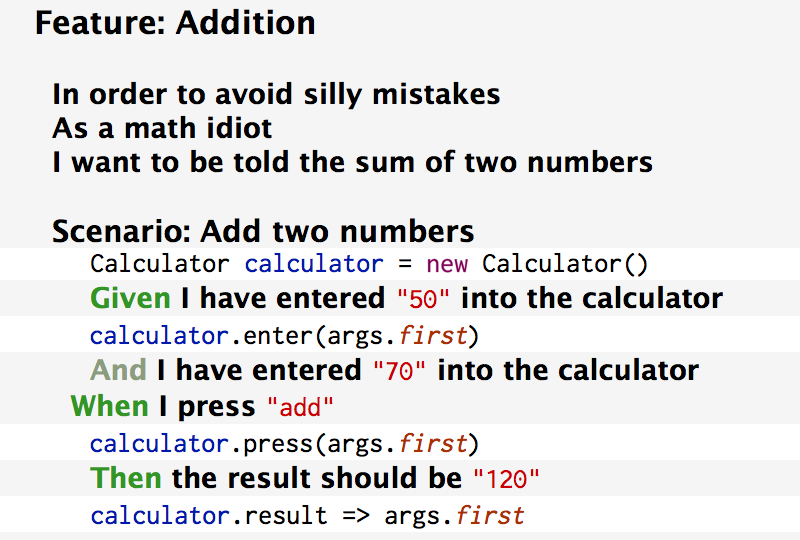 Feature: Addition
In order to avoid silly mistakes
As a math idiot
I want to be told the sum of two numbers
Scenario: Add two numbers
Calculator calculator = new Calculator()
Given I have entered "50" into the calculator
calculator.enter(args.first)
And I have entered "70" into the calculator
When I press "add"
calculator.press(args.first)
Then the result should be "120"
calculator.result => args.first